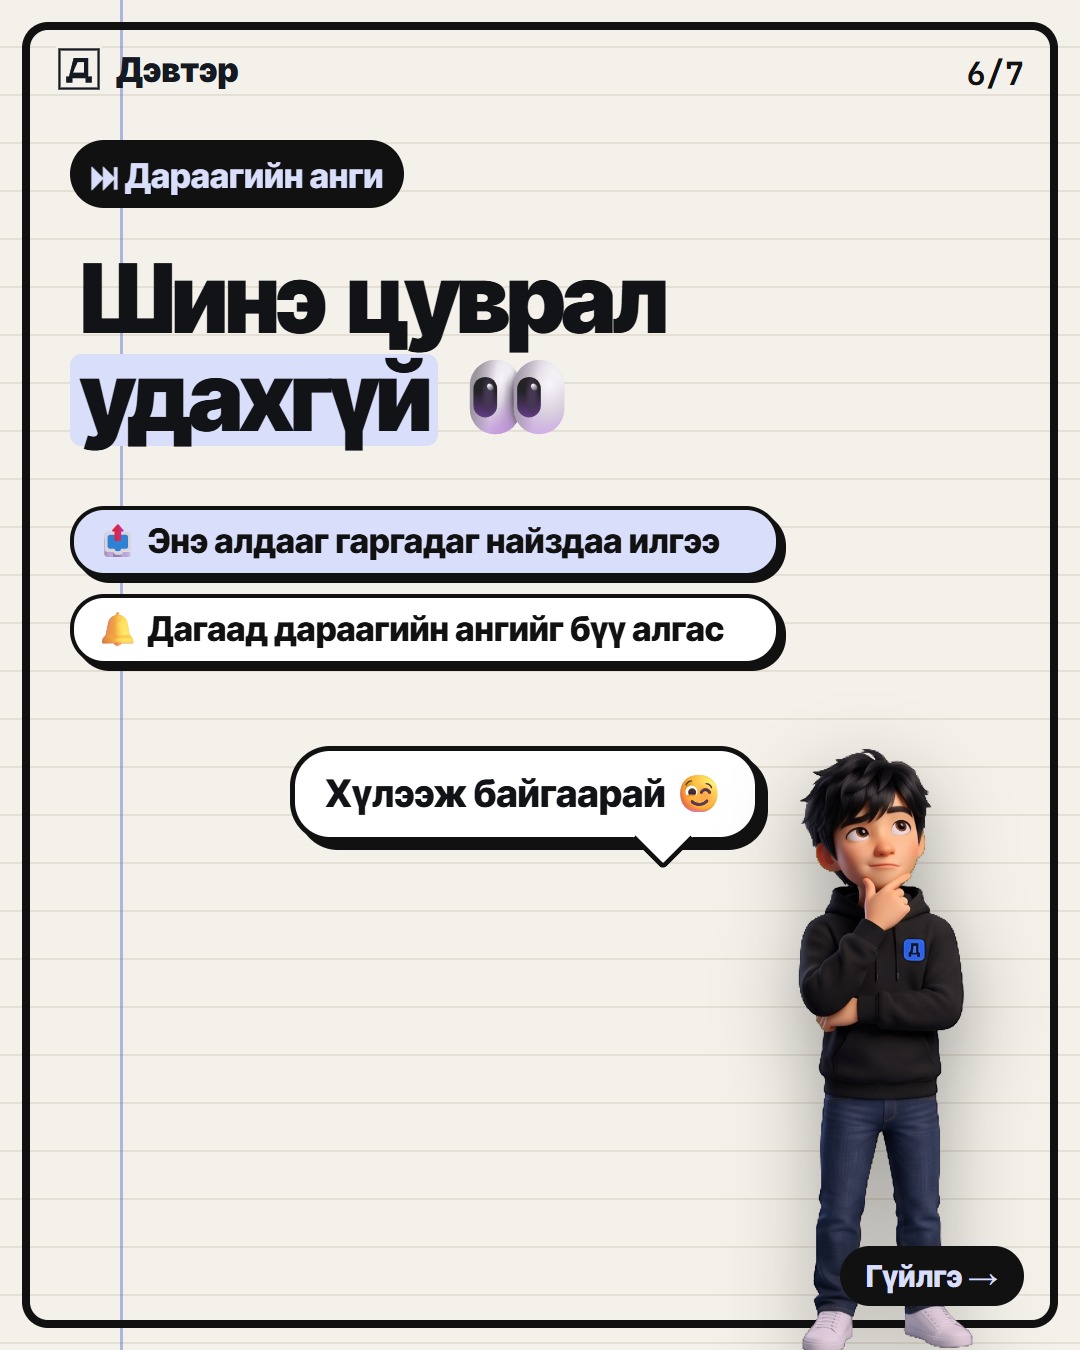 Д Дэвтэр
6/7
⏭ Дараагийн анги
Шинэ цуврал
удахгүй 👀
📤 Энэ алдааг гаргадаг найздаа илгээ
🔔 Дагаад дараагийн ангийг бүү алгас
Хүлээж байгаарай 😉
Д
Гүйлгэ →